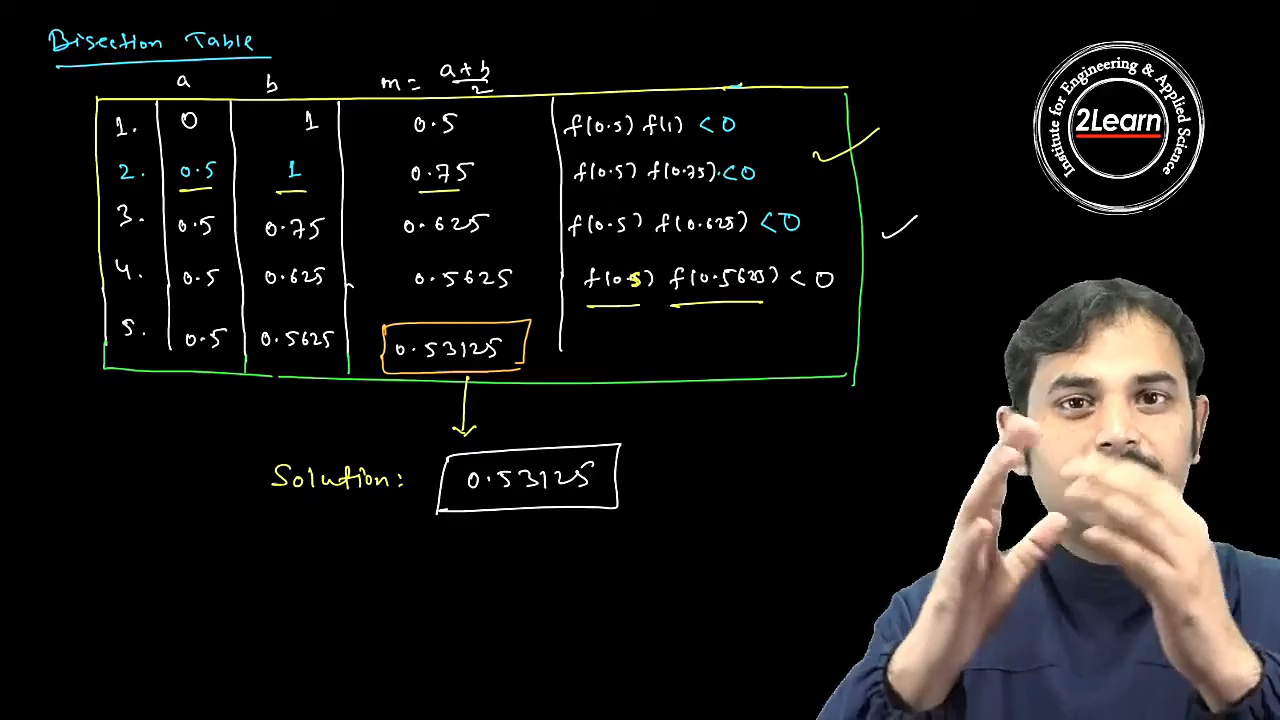 Bisection Table
a b m = a+b/2
1. 0 1 0.5 f(0.5) f(1) <0
2. 0.5 1 0.75 f(0.5) f(0.75). <0
3. 0.5 0.75 0.625 f(0.5) f(0.625) <0
4. 0.5 0.625 0.5625 f(0.5) f(0.5625) < 0
5. 0.5 0.5625 0.53125
Solution: 0.53125
Institute for Engineering & Applied Science
2Learn